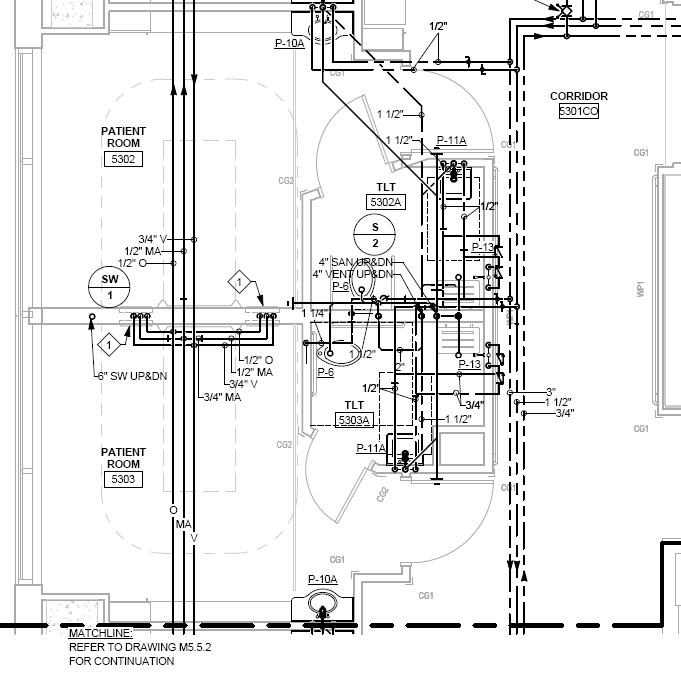 1/2"
CG1
P-10A
CG1
CORRIDOR
5301CO
1 1/2"
1 1/2"
P-11A
CG1
CG1
PATIENT
ROOM
5302
CG2
TLT
5302A
1/2"
S
2
3/4" V
1/2" MA
1/2" O
P-13
4" SAN UP&DN
4" VENT UP&DN
P-6
SW
1
1
WP1
1 1/4"
1
1 1/2"
1/2" O
1/2" MA
3/4" V
3/4" MA
6" SW UP&DN
P-6
2"
P-13
1/2"
3/4"
3"
1 1/2"
3/4"
TLT
5303A
1 1/2"
CG1
CG2
P-11A
PATIENT
ROOM
5303
CG2
CG1
O
MA
V
CG1
P-10A
CG1
MATCHLINE:
REFER TO DRAWING M5.5.2
FOR CONTINUATION